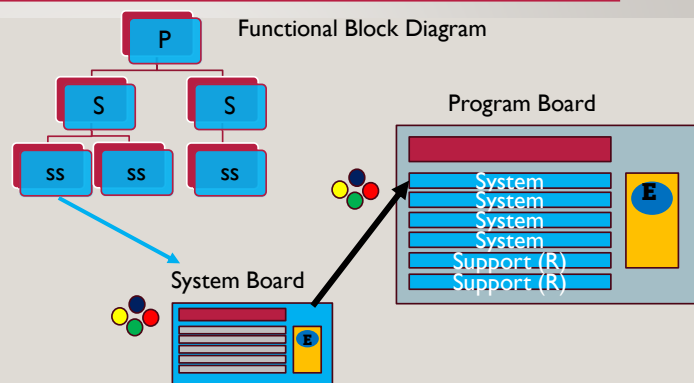 Functional Block Diagram
P
S S
ss ss ss
Program Board
System
System
System
System
Support (R)
Support (R)
E
System Board
E